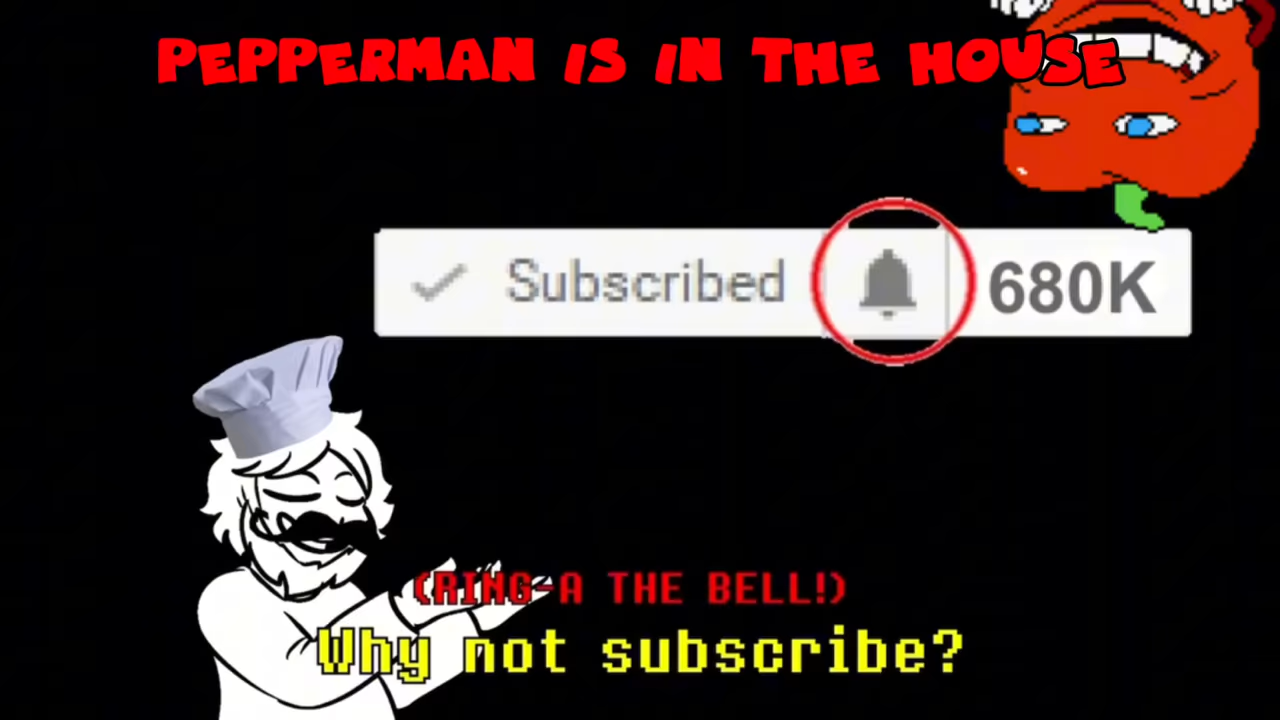 PEPPERMAN IS IN THE HOUSE
Subscribed 680K
(RING-A THE BELL!)
Why not subscribe?